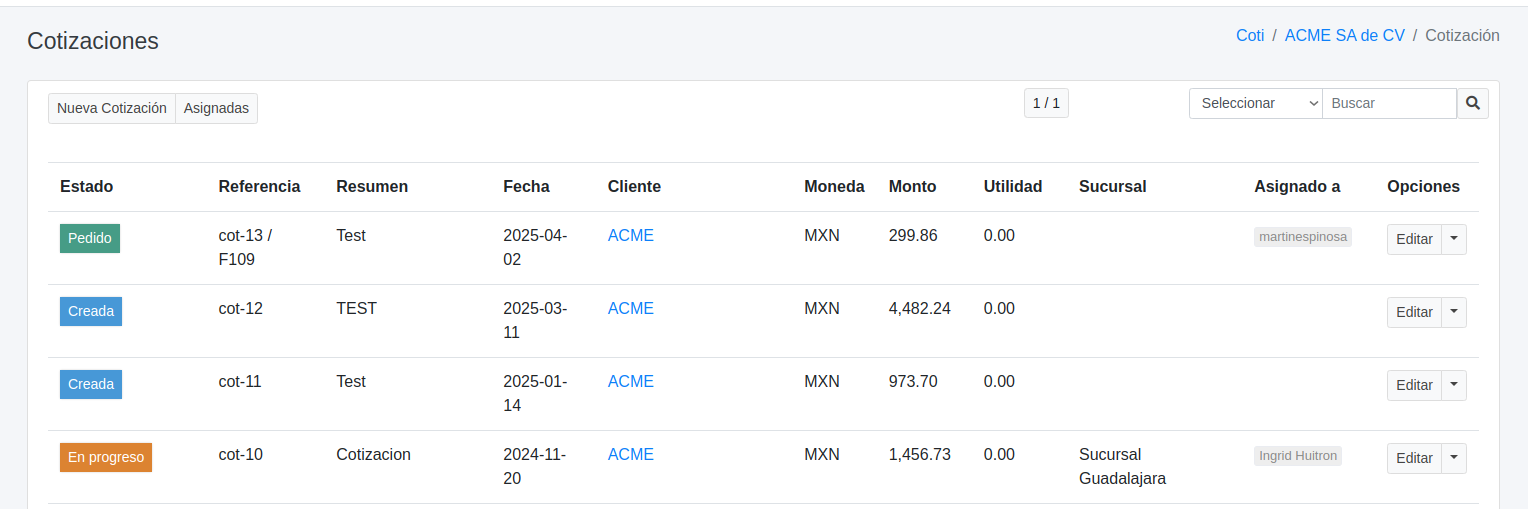 Cotizaciones
Coti / ACME SA de CV / Cotización
Nueva Cotización Asignadas
1 / 1
Seleccionar Buscar
Estado Referencia Resumen Fecha Cliente Moneda Monto Utilidad Sucursal Asignado a Opciones
Pedido cot-13 / Test 2025-04- ACME MXN 299.86 0.00 martinespinosa Editar
F109 02
Creada cot-12 TEST 2025-03- ACME MXN 4,482.24 0.00 Editar
11
Creada cot-11 Test 2025-01- ACME MXN 973.70 0.00 Editar
14
En progreso cot-10 Cotizacion 2024-11- ACME MXN 1,456.73 0.00 Sucursal Ingrid Huitron Editar
20 Guadalajara